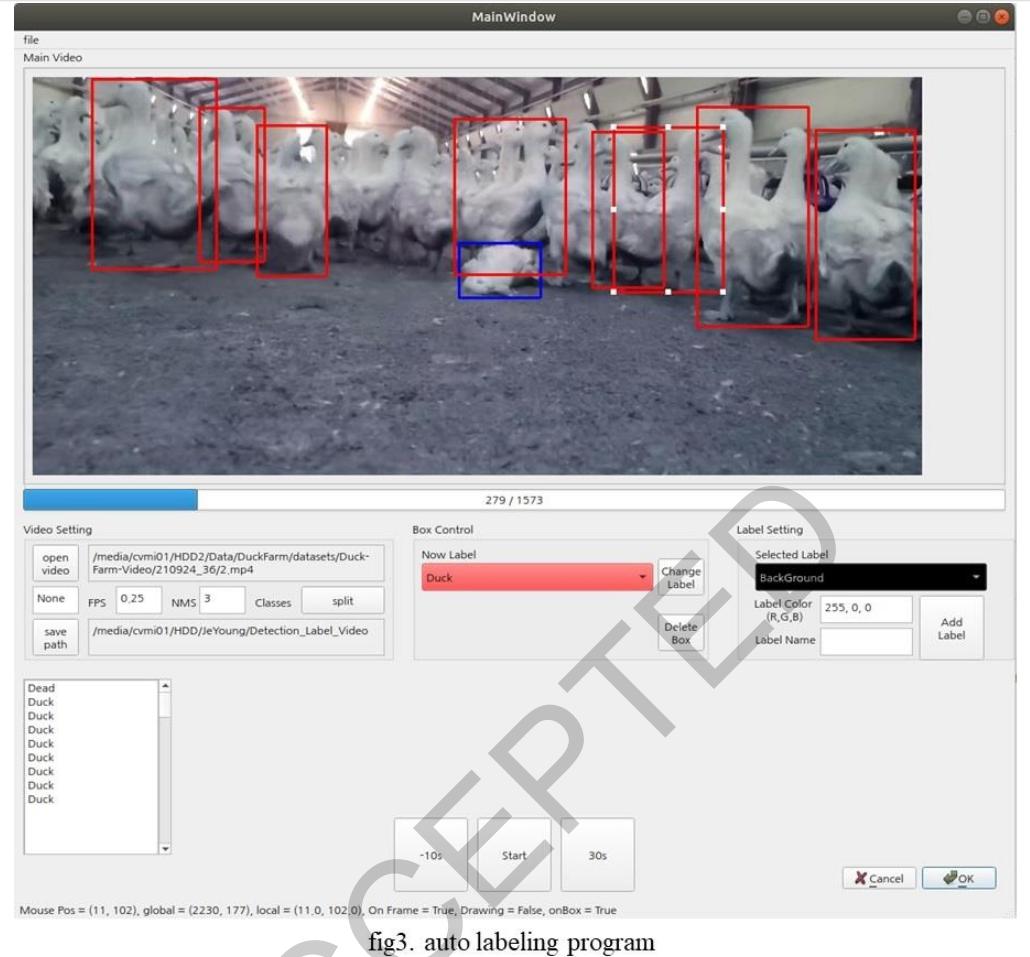 MainWindow
file
Main Video
279 / 1573
Video Setting
Box Control
Label Setting
open
video
/media/cvmi01/HDD2/Data/DuckFarm/datasets/Duck-
Farm-Video/210924_36/2.mp4
None
FPS
0,25
NMS
3
Classes
split
save
path
/media/cvmi01/HDD/JeYoung/Detection_Label_Video
Now Label
Duck
Change
Label
Delete
Box
Selected Label
BackGround
Label Color
(R,G,B)
255, 0, 0
Label Name
Add
Label
Dead
Duck
Duck
Duck
Duck
Duck
Duck
Duck
Duck
-10s
Start
30s
Cancel
OK
Mouse Pos = (11, 102), global = (2230, 177), local = (11,0, 102,0), On Frame = True, Drawing = False, onBox = True
fig3. auto labeling program
CCEPTED